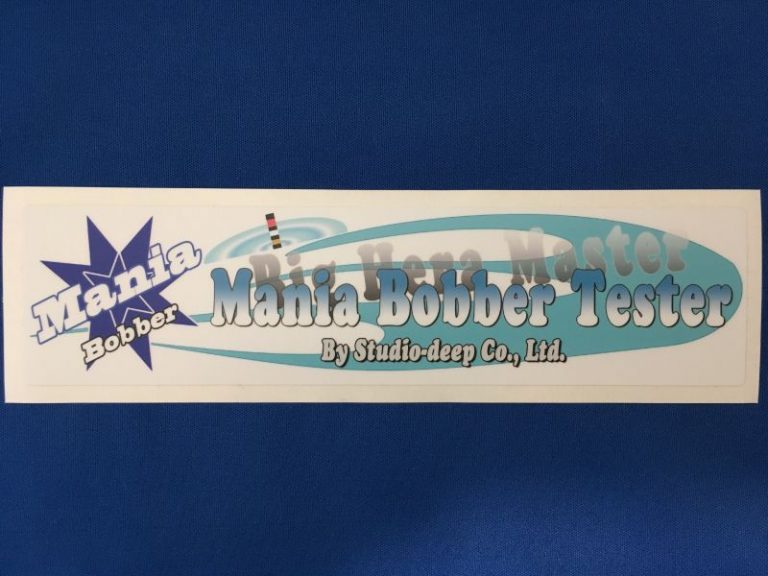 Mania
Bobber
Big Hera Master
Mania Bobber Tester
By Studio-deep Co., Ltd.